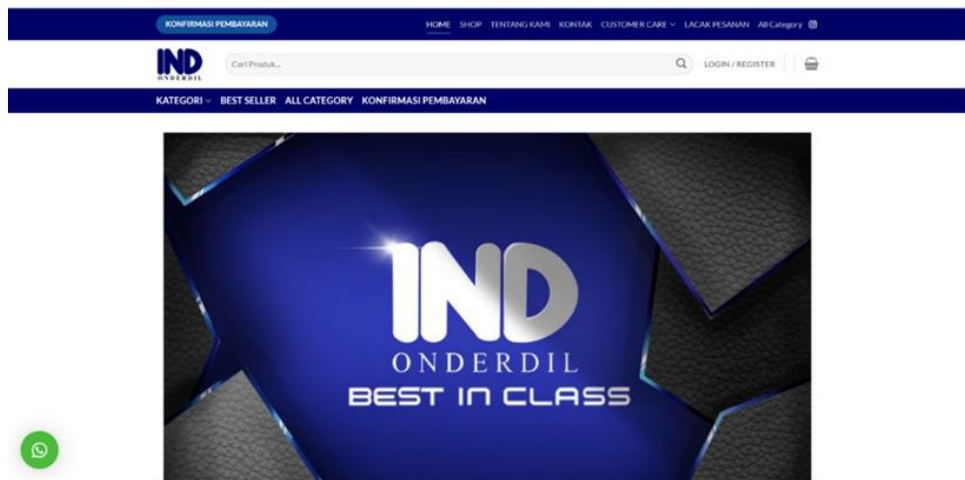 KONFIRMASI PEMBAYARAN HOME SHOP TENTANG KAMI KONTAK CUSTOMER CARE LACAK PESANAN All Category
IND
ONDERDIL
Cari Produk...
LOGIN / REGISTER
KATEGORI BEST SELLER ALL CATEGORY KONFIRMASI PEMBAYARAN
IND
ONDERDIL
BEST IN CLASS